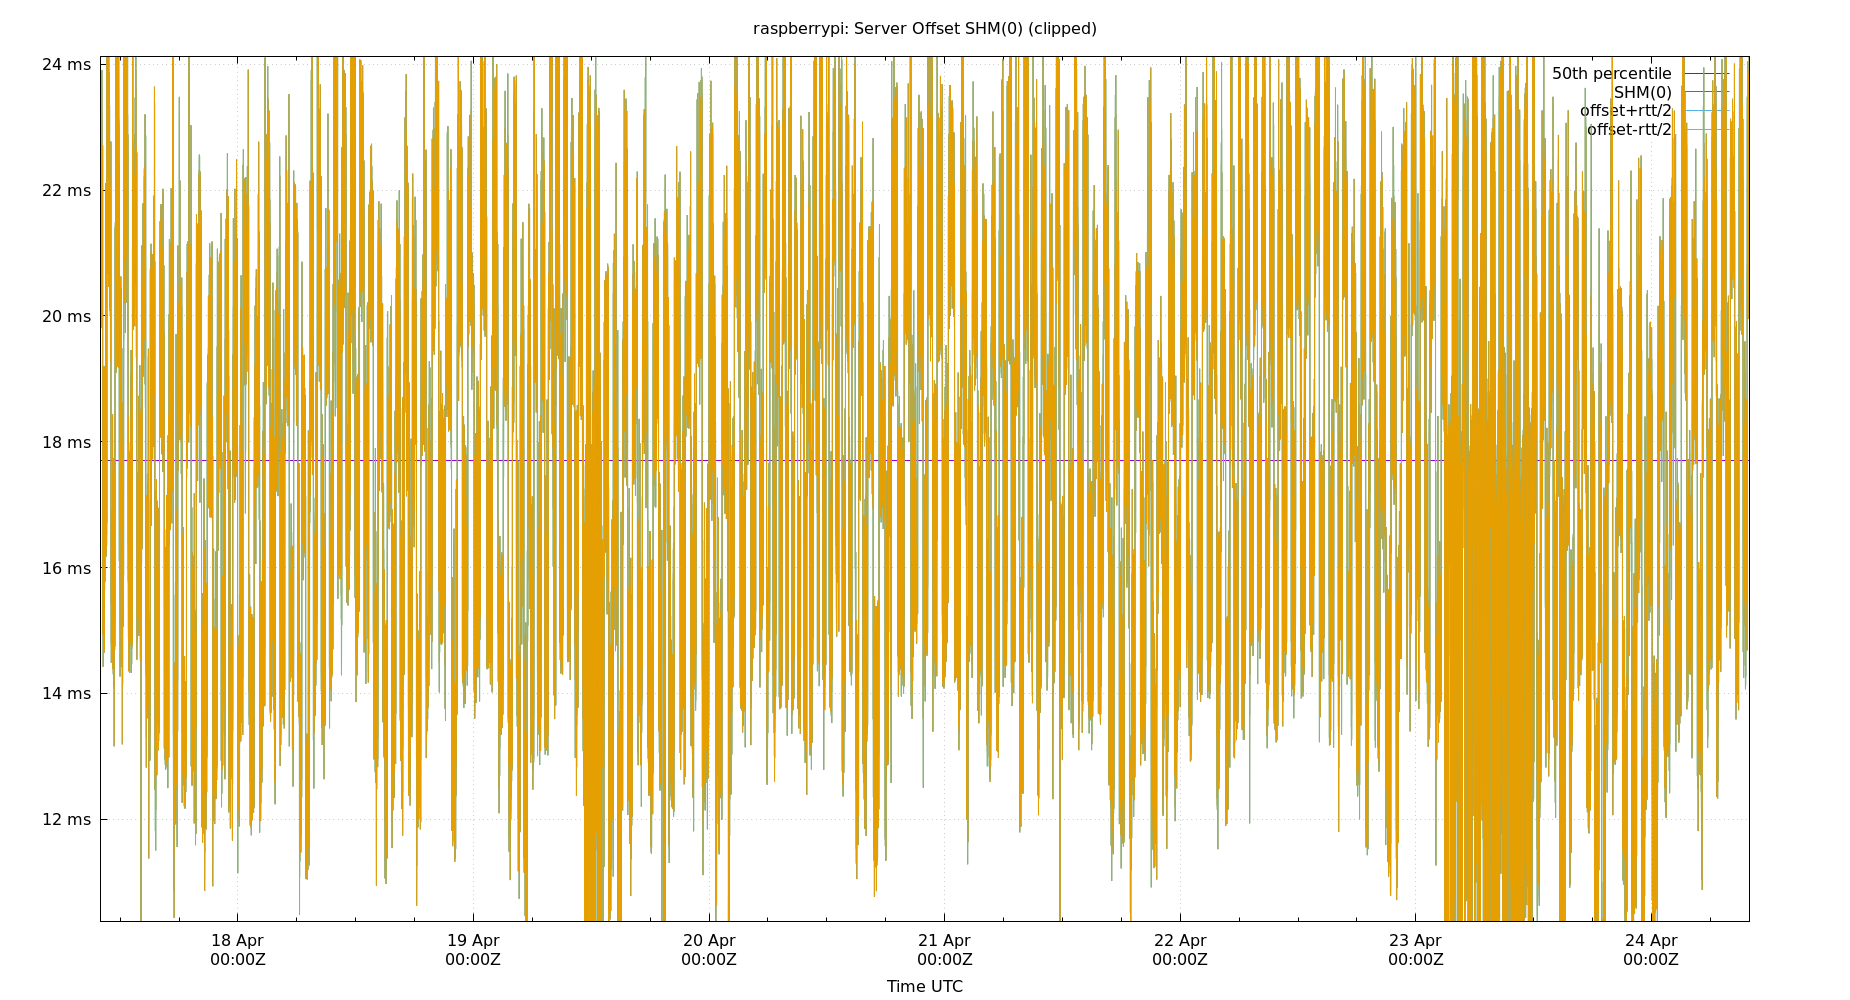 raspberrypi: Server Offset SHM(0) (clipped)
24 ms
22 ms
20 ms
18 ms
16 ms
14 ms
12 ms
50th percentile
SHM(0)
offset+rtt/2
offset-rtt/2
18 Apr 19 Apr 20 Apr 21 Apr 22 Apr 23 Apr 24 Apr
00:00Z 00:00Z 00:00Z 00:00Z 00:00Z 00:00Z 00:00Z
Time UTC